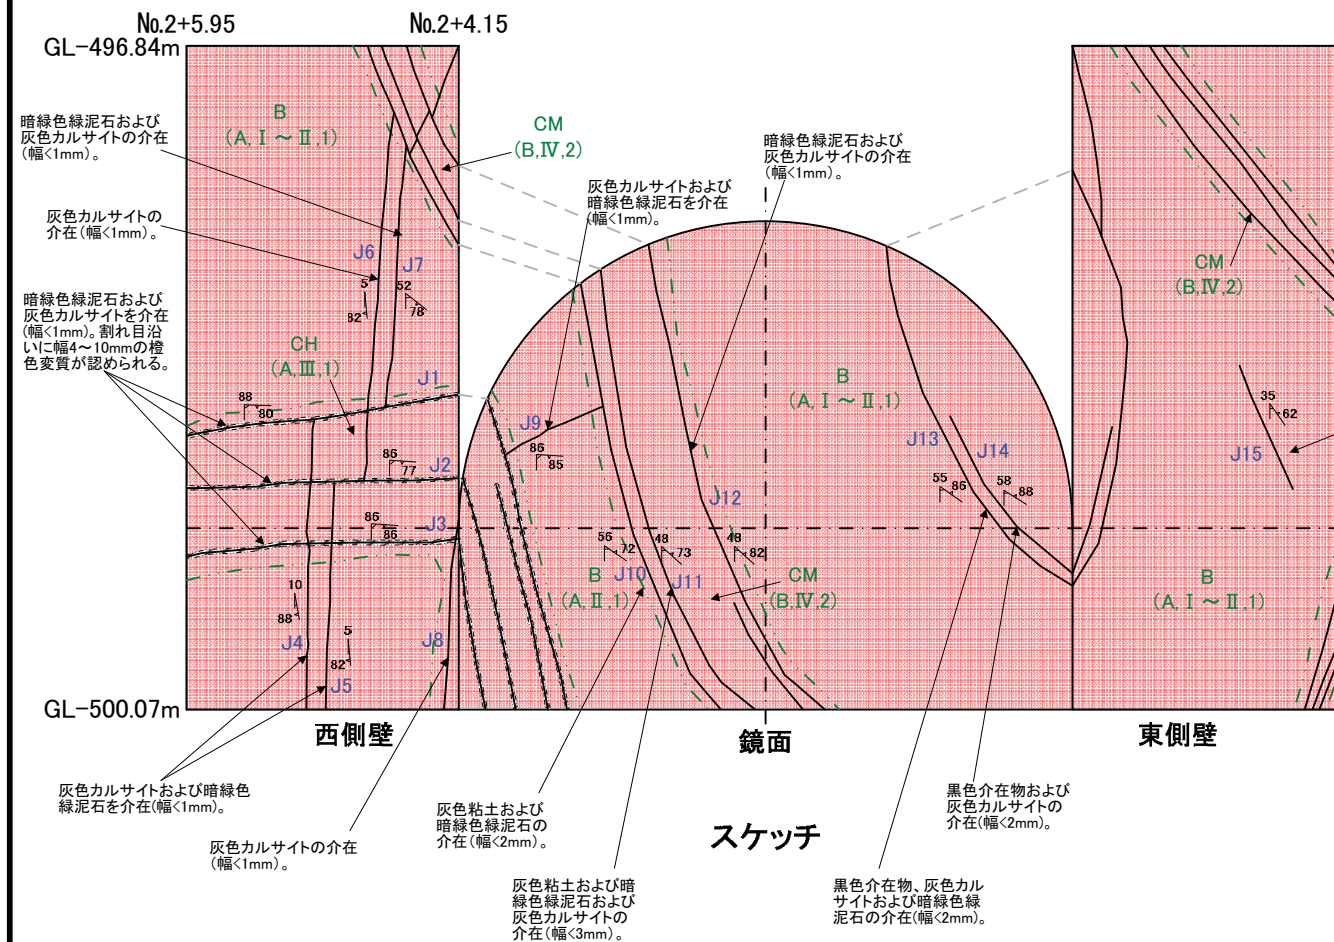 No.2+5.95
No.2+4.15
GL-496.84m
B
(A,Ⅰ～Ⅱ,1)
暗緑色緑泥石および
灰色カルサイトの介在
(幅<1mm)。
CM
(B,Ⅳ,2)
暗緑色緑泥石および
灰色カルサイトの介在
(幅<1mm)。
灰色カルサイトおよび
暗緑色緑泥石を介在
(幅<1mm)。
灰色カルサイトの
介在(幅<1mm)。
J6
J7
5
82
52
78
CM
(B,Ⅳ,2)
暗緑色緑泥石および
灰色カルサイトを介在
(幅<1mm)。割れ目沿
いに幅4～10mmの橙
色変質が認められる。
CH
(A,Ⅲ,1)
J1
88
80
B
(A,Ⅰ～Ⅱ,1)
J9
86
85
J13
J14
35
62
J15
86
77
J2
55
86
58
88
J12
86
86
J3
56
72
48
73
48
82
J10
J11
B
(A,Ⅱ,1)
CM
(B,Ⅳ,2)
B
(A,Ⅰ～Ⅱ,1)
10
88
J4
5
82
J5
J8
GL-500.07m
西側壁
鏡面
東側壁
灰色カルサイトおよび暗緑色
緑泥石を介在(幅<1mm)。
灰色カルサイトの介在
(幅<1mm)。
灰色粘土および
暗緑色緑泥石の
介在(幅<2mm)。
スケッチ
黒色介在物および
灰色カルサイトの
介在(幅<2mm)。
灰色粘土および暗
緑色緑泥石および
灰色カルサイトの
介在(幅<3mm)。
黒色介在物、灰色カル
サイトおよび暗緑色緑
泥石の介在(幅<2mm)。